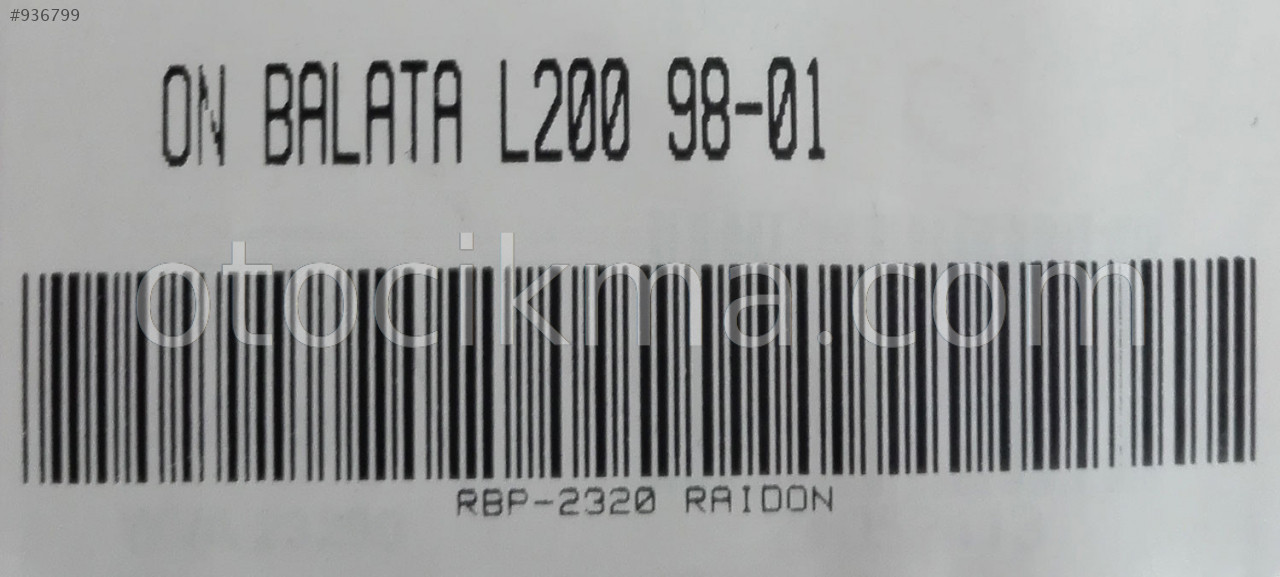 #936799
ON BALATA L200 98-01
otocikma.com
RBP-2320 RAIDON